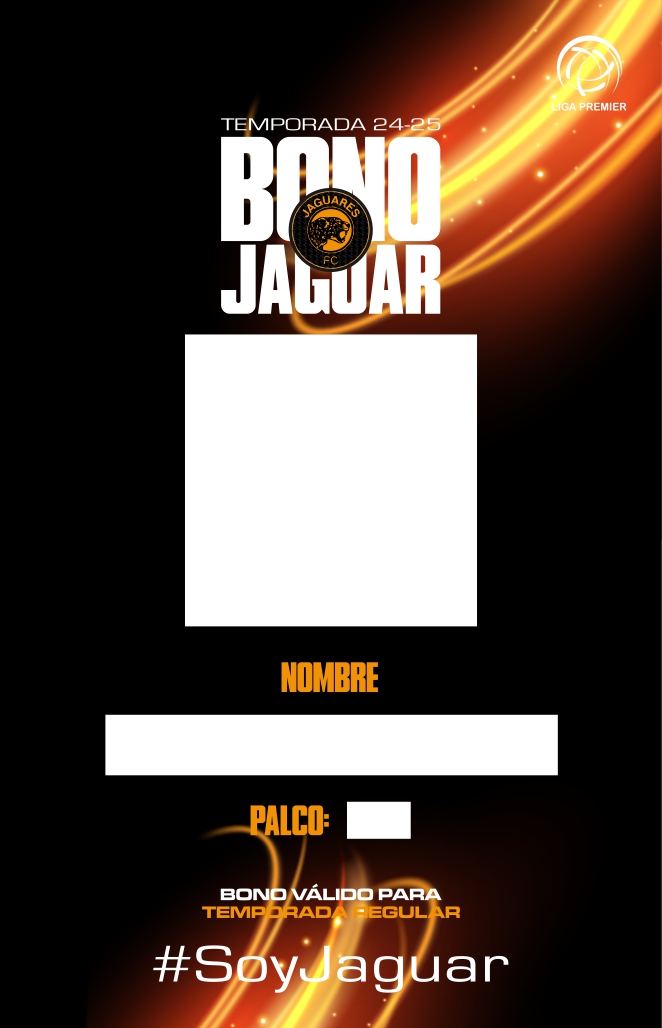 LIGA PREMIER
TEMPORADA 24-25
BONO
JAGUARES
FC
JAGUAR
NOMBRE
PALCO:
BONO VÁLIDO PARA
TEMPORADA REGULAR
#SoyJaguar